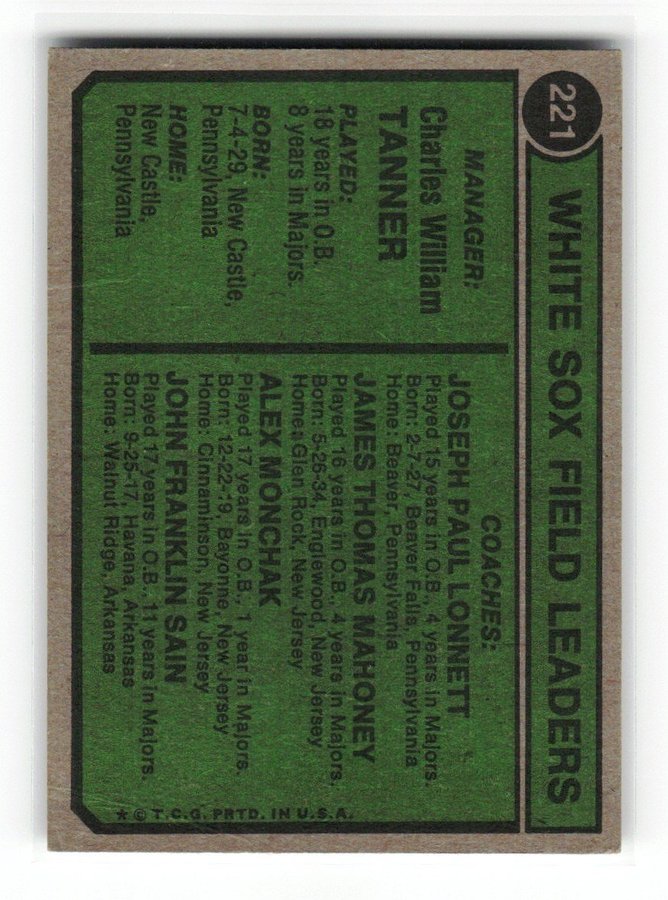 221
WHITE SOX FIELD LEADERS
MANAGER:
Charles William
TANNER
PLAYED:
18 years in O.B.
8 years in Majors.
BORN:
7-4-29, New Castle,
Pennsylvania
HOME:
New Castle,
Pennsylvania
COACHES:
JOSEPH PAUL LONNETT
Played 15 years in O.B., 4 years in Majors.
Born: 2-7-27, Beaver Falls, Pennsylvania
Home: Beaver, Pennsylvania
JAMES THOMAS MAHONEY
Played 16 years in O.B., 4 years in Majors.
Born: 5-26-34, Englewood, New Jersey
Home: Glen Rock, New Jersey
ALEX MONCHAK
Played 17 years in O.B., 1 year in Majors.
Born: 12-22-19, Bayonne, New Jersey
Home: Cinnaminson, New Jersey
JOHN FRANKLIN SAIN
Played 17 years in O.B., 11 years in Majors.
Born: 9-25-17, Havana, Arkansas
Home: Walnut Ridge, Arkansas
* © T.C.G. PRTD. IN U.S.A.